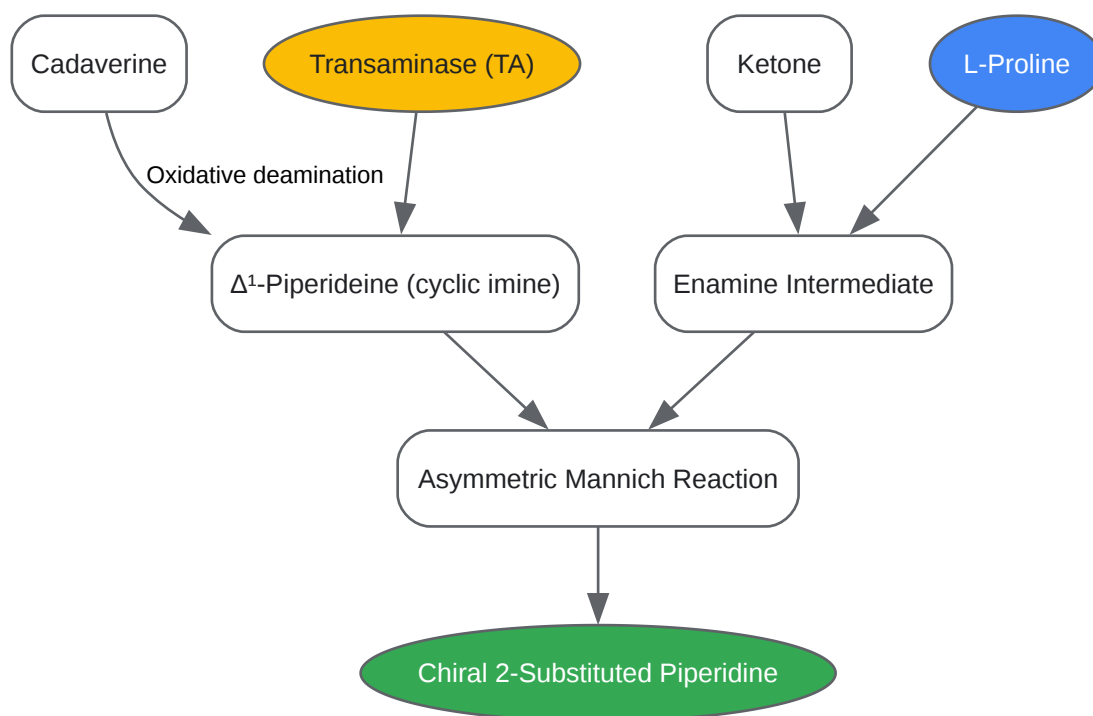 Cadaverine
Transaminase (TA)
Ketone
L-Proline
Oxidative deamination
Δ¹-Piperideine (cyclic imine)
Enamine Intermediate
Asymmetric Mannich Reaction
Chiral 2-Substituted Piperidine